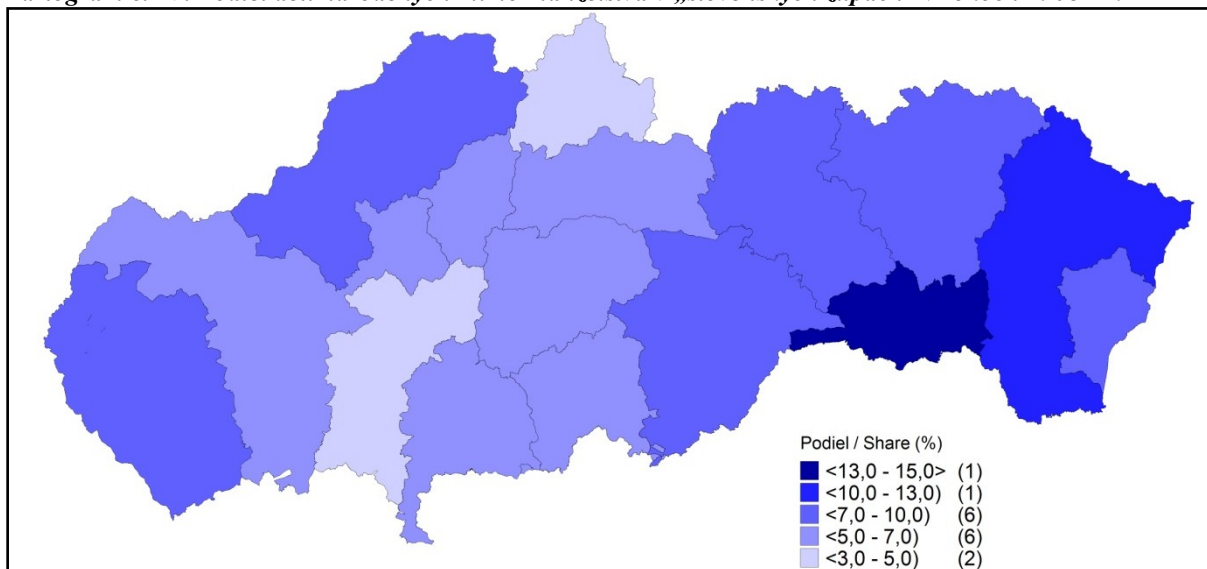 Podiel / Share (%)
<13,0 - 15,0> (1)
<10,0 - 13,0) (1)
<7,0 - 10,0) (6)
<5,0 - 7,0) (6)
<3,0 - 5,0) (2)